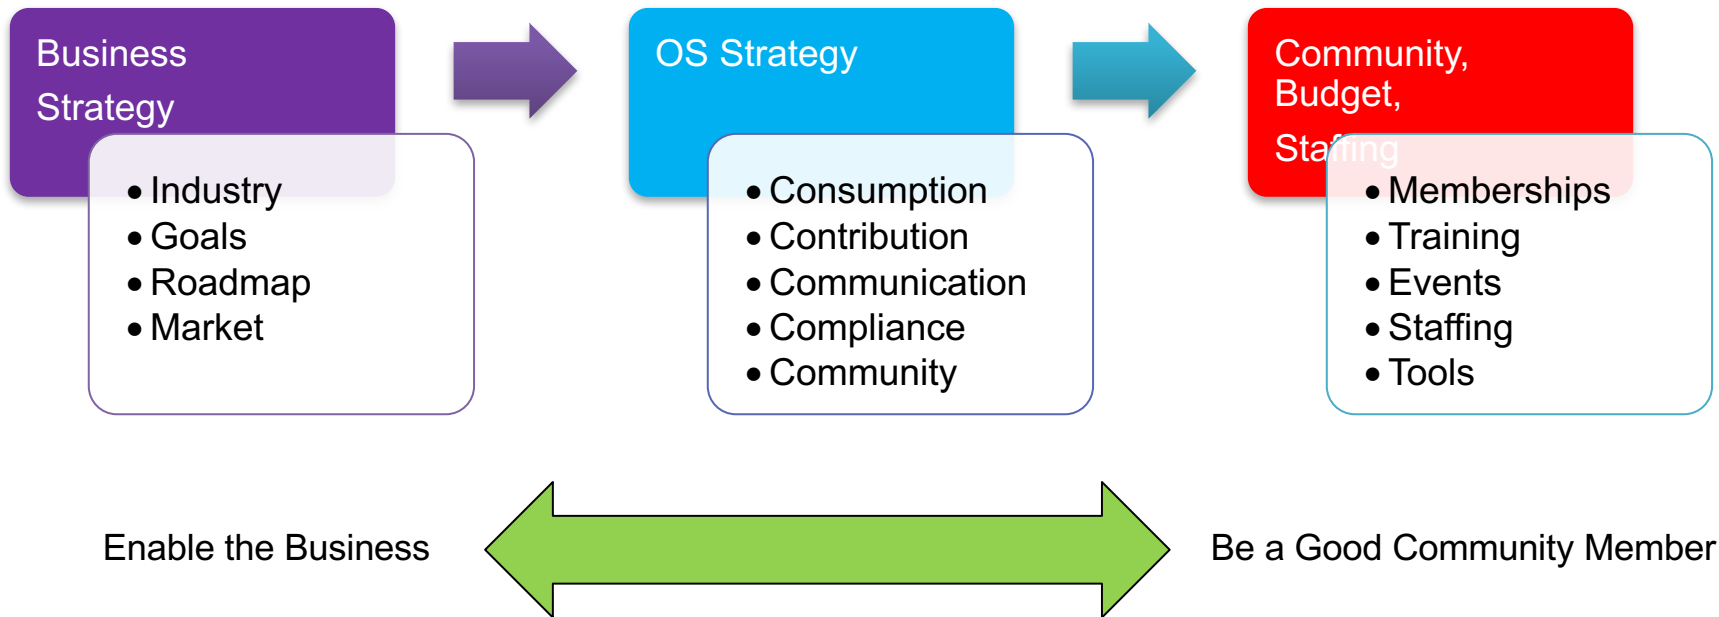 Business
Strategy
• Industry
• Goals
• Roadmap
• Market
OS Strategy
• Consumption
• Contribution
• Communication
• Compliance
• Community
Community,
Budget,
Staffing
• Memberships
• Training
• Events
• Staffing
• Tools
Enable the Business
Be a Good Community Member